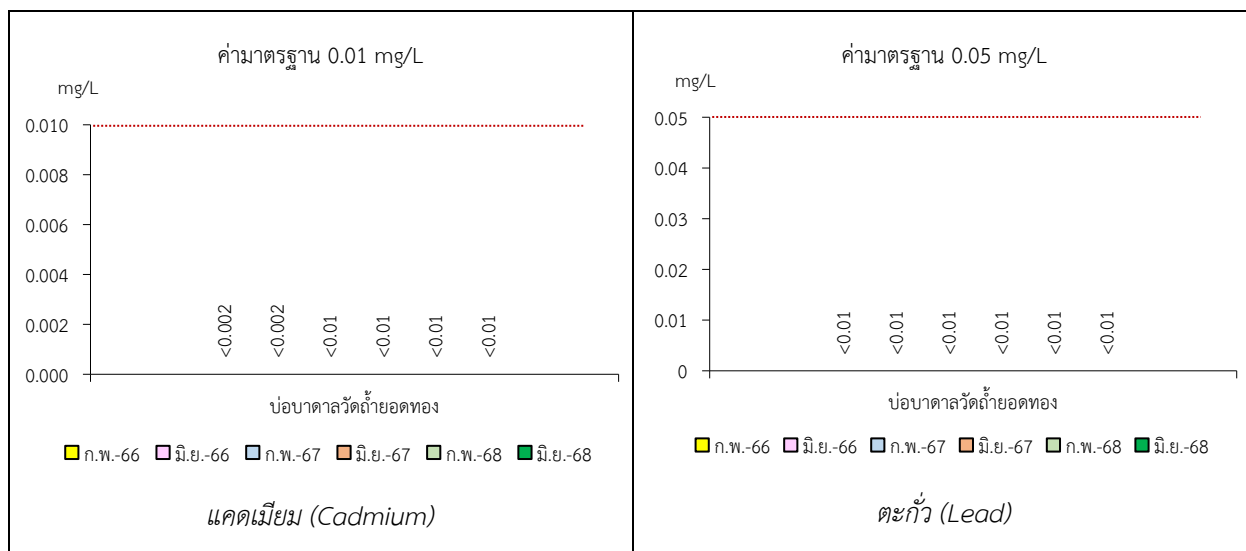 ค่ามาตรฐาน 0.01 mg/L
mg/L
0.010
0.008
0.006
0.004
0.002
0.000
<0.002 <0.002 <0.01 <0.01 <0.01 <0.01
บ่อบาดาลวัดถ้ำยอดทอง
ก.พ.-66 มิ.ย.-66 ก.พ.-67 มิ.ย.-67 ก.พ.-68 มิ.ย.-68
แคดเมียม (Cadmium)
ค่ามาตรฐาน 0.05 mg/L
mg/L
0.05
0.04
0.03
0.02
0.01
0
<0.01 <0.01 <0.01 <0.01 <0.01 <0.01
บ่อบาดาลวัดถ้ำยอดทอง
ก.พ.-66 มิ.ย.-66 ก.พ.-67 มิ.ย.-67 ก.พ.-68 มิ.ย.-68
ตะกั่ว (Lead)